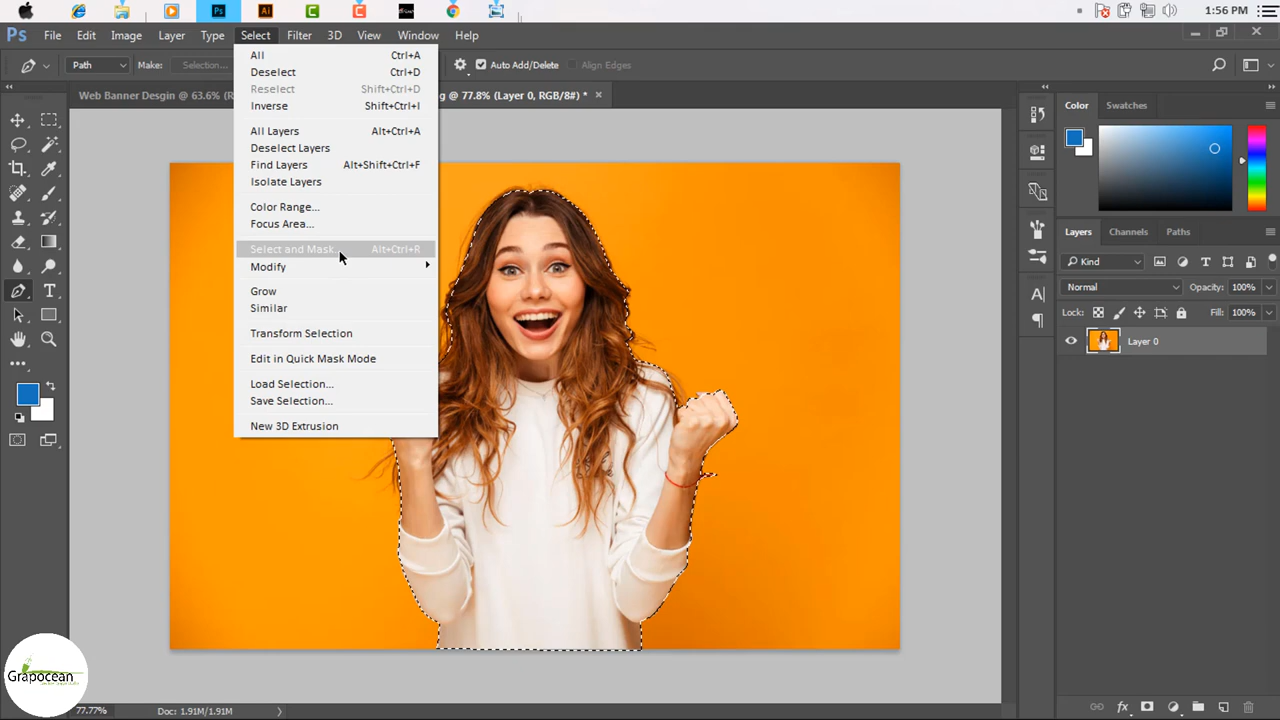 1:56 PM
Ps File Edit Image Layer Type Select Filter 3D View Window Help
Path Make: Selection... Auto Add/Delete Align Edges
Web Banner Desgin @ 63.6% (R
g @ 77.8% (Layer 0, RGB/8#) * ×
All Ctrl+A
Deselect Ctrl+D
Reselect Shift+Ctrl+D
Inverse Shift+Ctrl+I
All Layers Alt+Ctrl+A
Deselect Layers
Find Layers Alt+Shift+Ctrl+F
Isolate Layers
Color Range...
Focus Area...
Select and Mask... Alt+Ctrl+R
Modify
Grow
Similar
Transform Selection
Edit in Quick Mask Mode
Load Selection...
Save Selection...
New 3D Extrusion
Color Swatches
Layers Channels Paths
Kind
Normal Opacity: 100%
Lock: Fill: 100%
Layer 0
Grapocean
77.77% Doc: 1.91M/1.91M